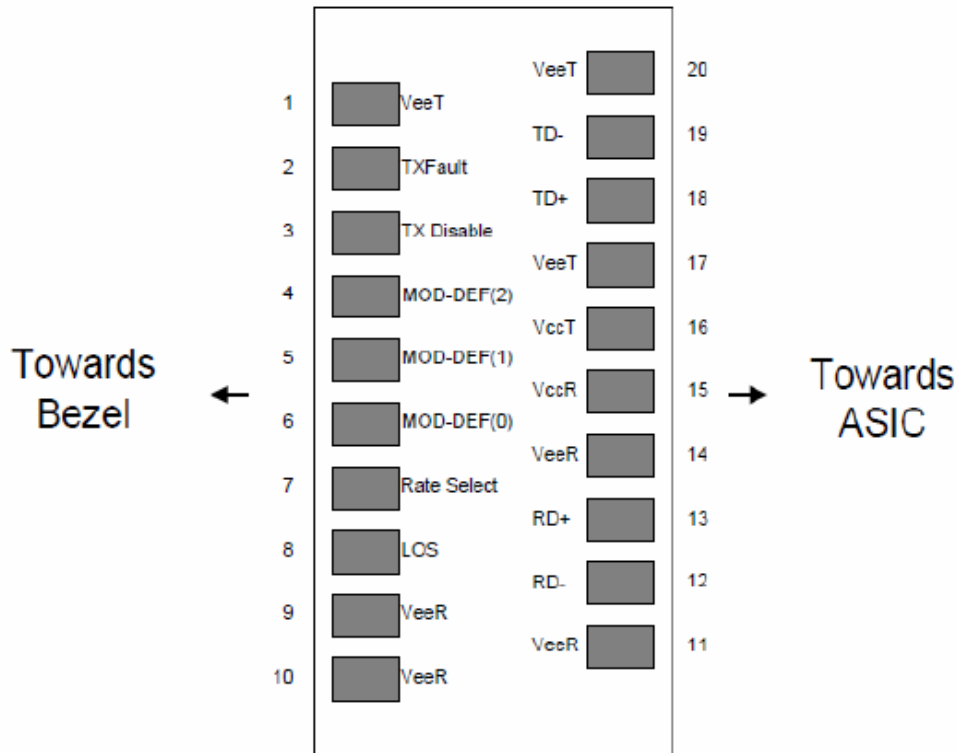 VeeT 20
1 VeeT
TD- 19
2 TXFault
TD+ 18
3 TX Disable
VeeT 17
4 MOD-DEF(2)
VccT 16
5 MOD-DEF(1)
Towards
Bezel
VccR 15
Towards
ASIC
6 MOD-DEF(0)
VeeR 14
7 Rate Select
RD+ 13
8 LOS
RD- 12
9 VeeR
VeeR 11
10 VeeR